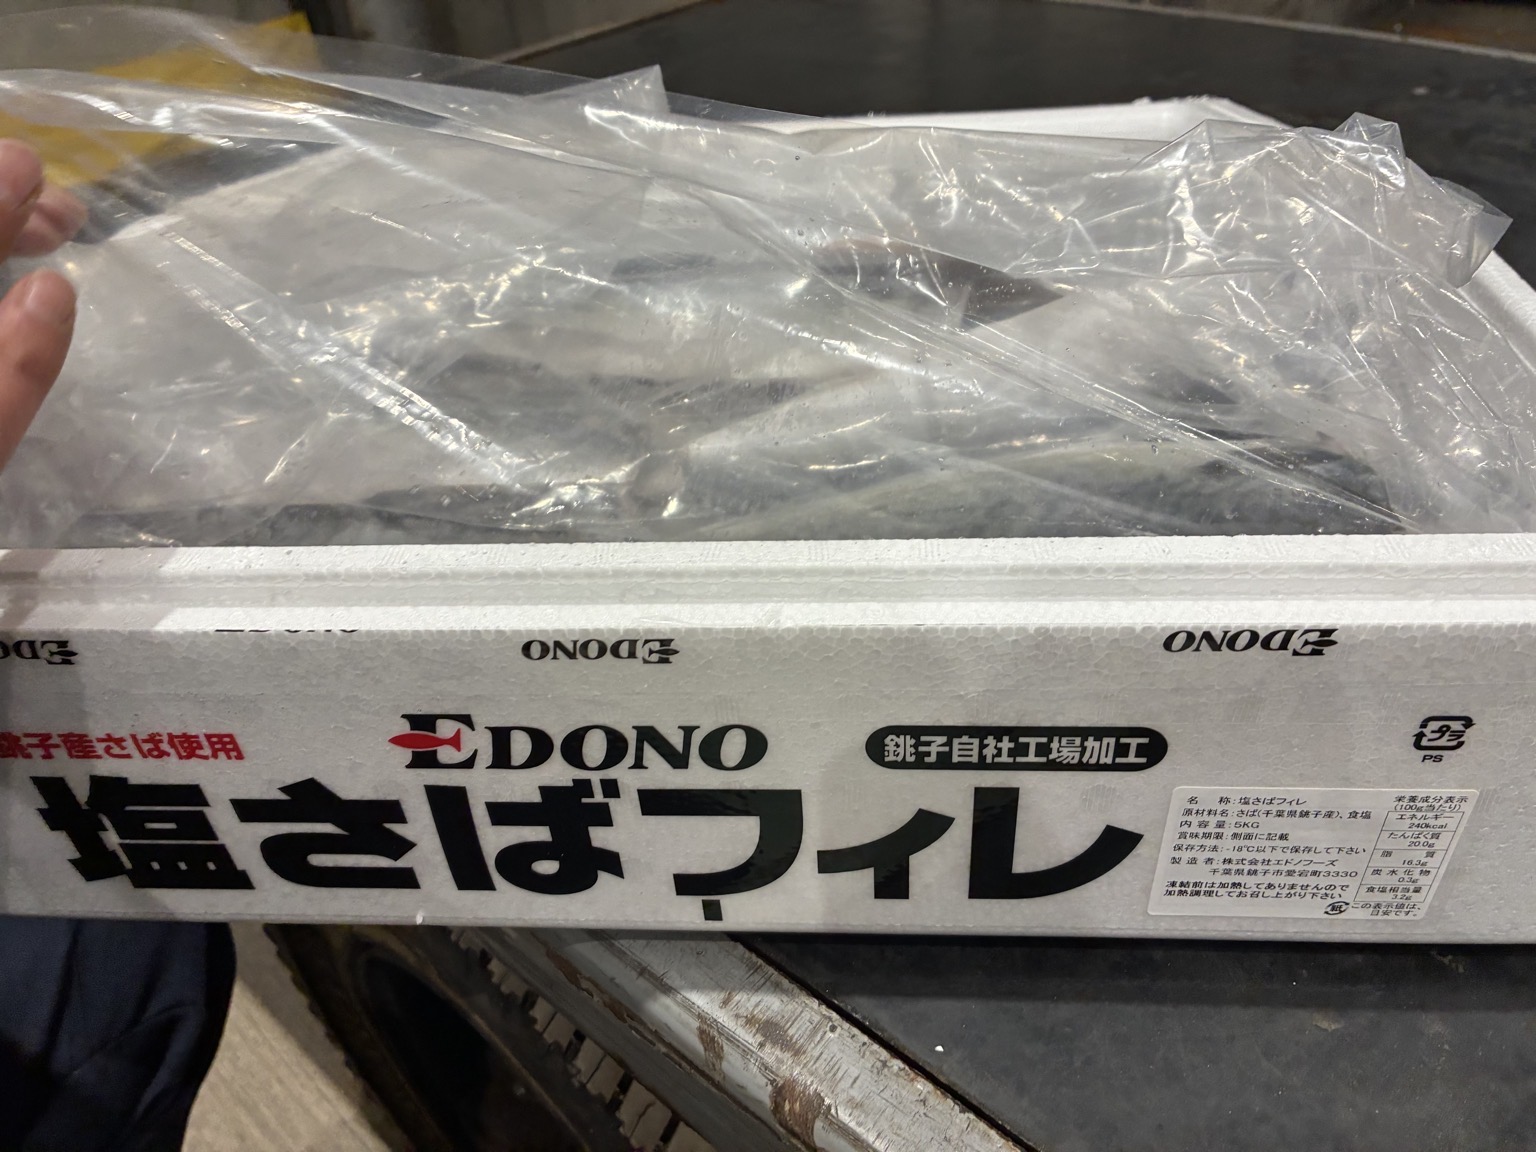 EDONO
EDONO
EDONO
EDONO
銚子産さば使用
EDONO
銚子自社工場加工
塩さばフィレ
プラ
PS
名 称:塩さばフィレ
原材料名:さば(千葉県銚子産)、食塩
内容量:5KG
賞味期限:側面に記載
保存方法:-18℃以下で保存して下さい
製造者:株式会社エドノフーズ
千葉県銚子市愛宕町3330
凍結前は加熱してありませんので
加熱調理してお召し上がり下さい
栄養成分表示
(100g当たり)
エネルギー
240kcal
たんぱく質
20.0g
脂 質
16.3g
炭水化物
0.3g
食塩相当量
3.2g
紙
この表示値は、
目安です。